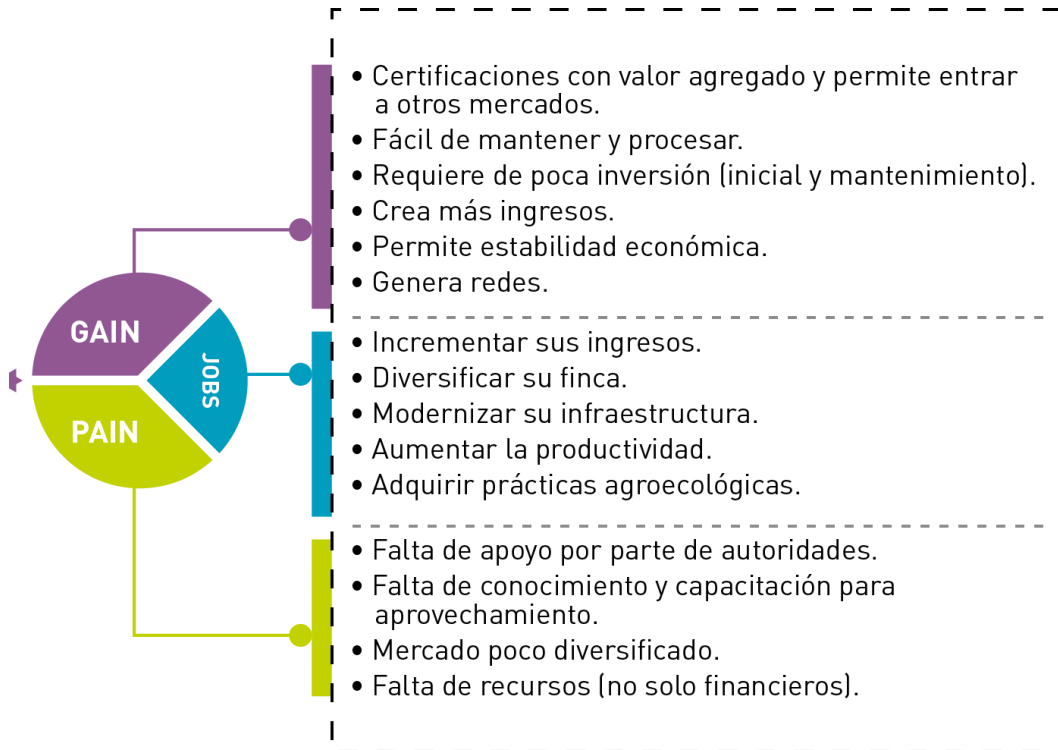 • Certificaciones con valor agregado y permite entrar
a otros mercados.
• Fácil de mantener y procesar.
• Requiere de poca inversión (inicial y mantenimiento).
• Crea más ingresos.
• Permite estabilidad económica.
• Genera redes.
GAIN
JOBS
PAIN
• Incrementar sus ingresos.
• Diversificar su finca.
• Modernizar su infraestructura.
• Aumentar la productividad.
• Adquirir prácticas agroecológicas.
• Falta de apoyo por parte de autoridades.
• Falta de conocimiento y capacitación para
aprovechamiento.
• Mercado poco diversificado.
• Falta de recursos (no solo financieros).